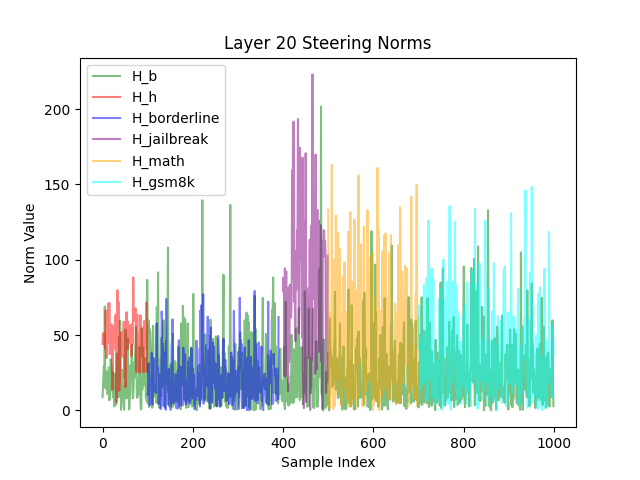 Layer 20 Steering Norms
H_b
H_h
H_borderline
H_jailbreak
H_math
H_gsm8k
Norm Value
200
150
100
50
0
0 200 400 600 800 1000
Sample Index